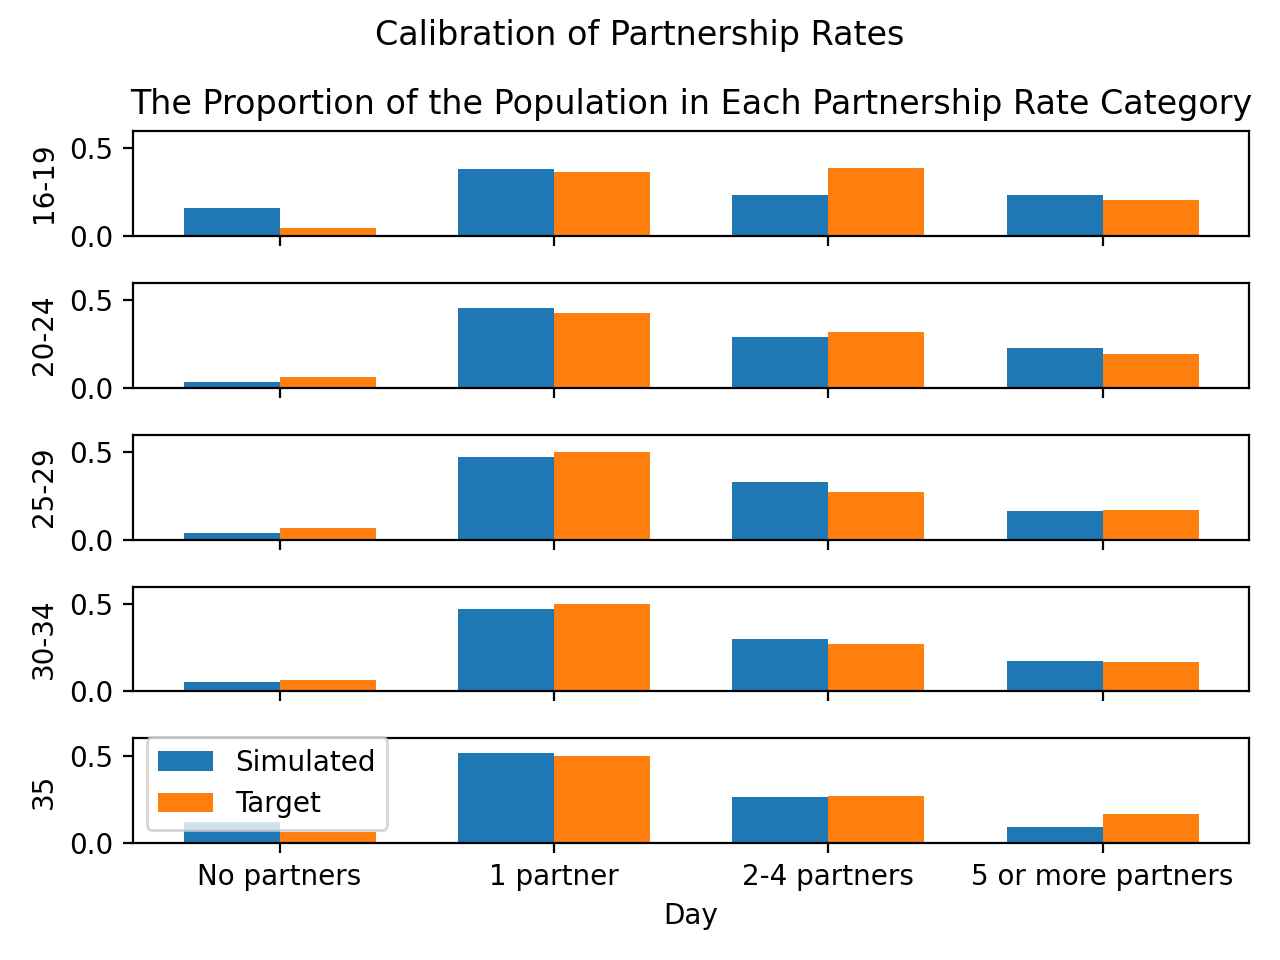 Calibration of Partnership Rates
The Proportion of the Population in Each Partnership Rate Category
16-19
0.5
0.0
20-24
0.5
0.0
25-29
0.5
0.0
30-34
0.5
0.0
35
0.5
0.0
Simulated
Target
No partners
1 partner
2-4 partners
5 or more partners
Day